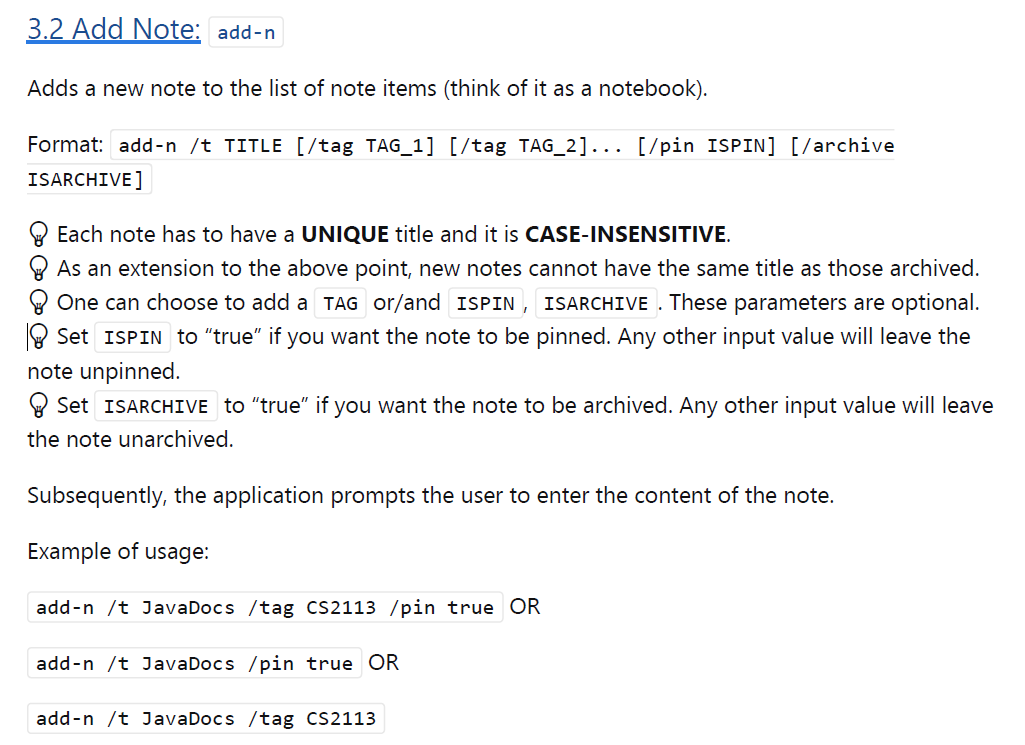 3.2 Add Note: add-n
Adds a new note to the list of note items (think of it as a notebook).
Format: add-n /t TITLE [/tag TAG_1] [/tag TAG_2]... [/pin ISPIN] [/archive
ISARCHIVE]
Each note has to have a UNIQUE title and it is CASE-INSENSITIVE.
As an extension to the above point, new notes cannot have the same title as those archived.
One can choose to add a TAG or/and ISPIN, ISARCHIVE. These parameters are optional.
Set ISPIN to “true” if you want the note to be pinned. Any other input value will leave the
note unpinned.
Set ISARCHIVE to “true” if you want the note to be archived. Any other input value will leave
the note unarchived.
Subsequently, the application prompts the user to enter the content of the note.
Example of usage:
add-n /t JavaDocs /tag CS2113 /pin true OR
add-n /t JavaDocs /pin true OR
add-n /t JavaDocs /tag CS2113